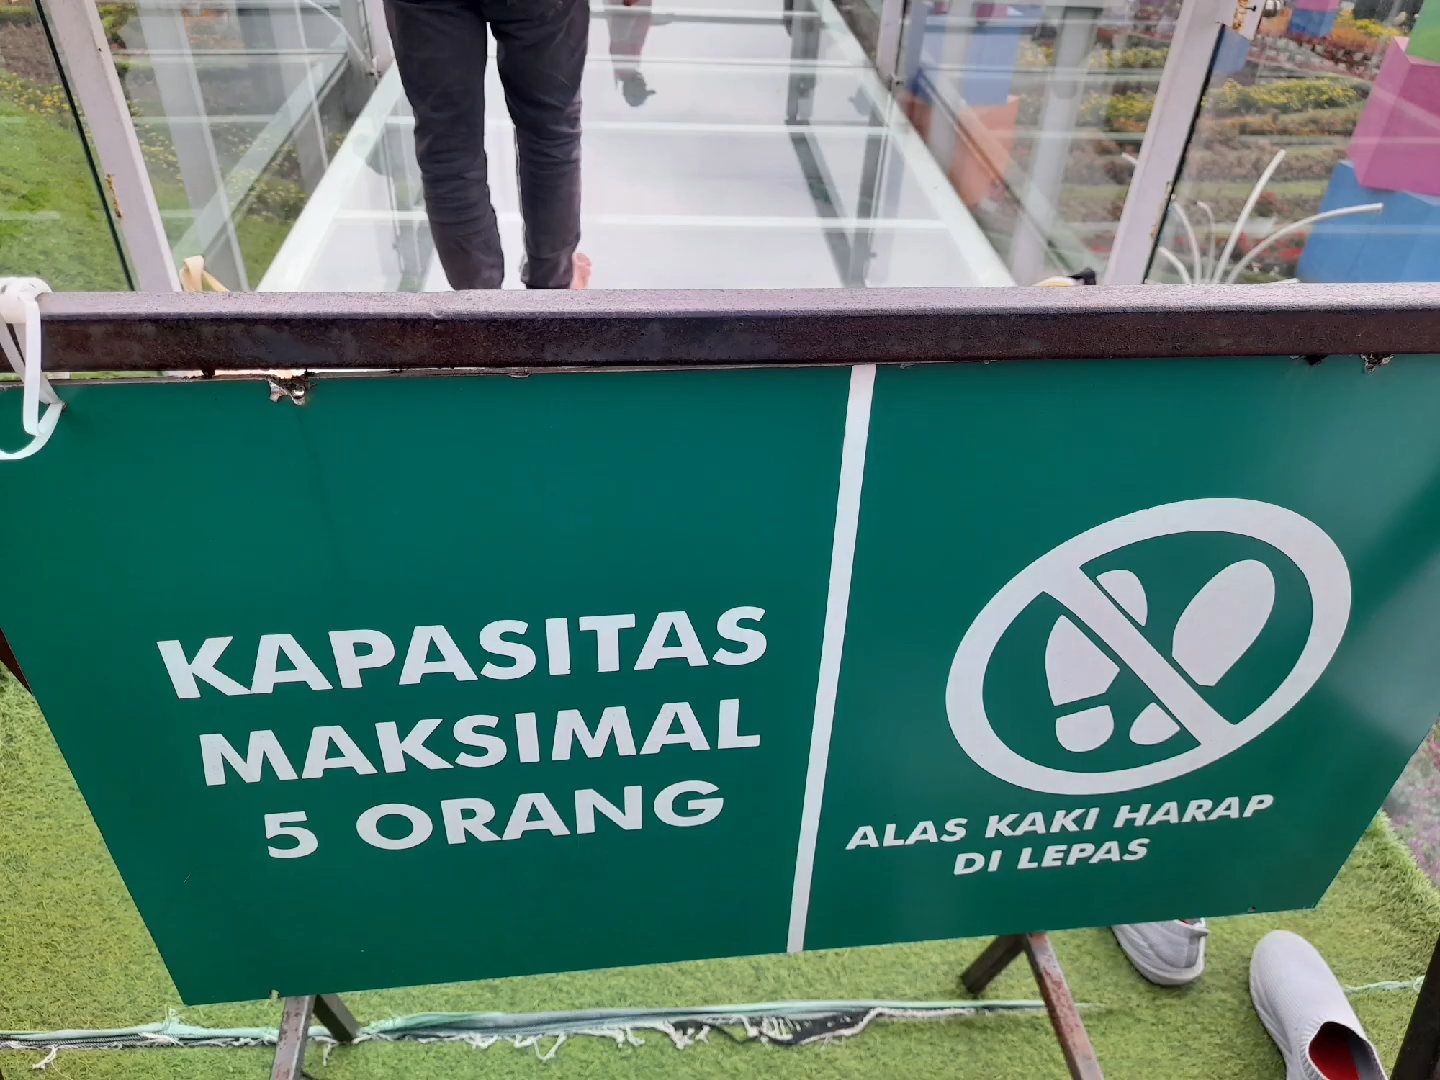 KAPASITAS
MAKSIMAL
5 ORANG
ALAS KAKI HARAP
DI LEPAS